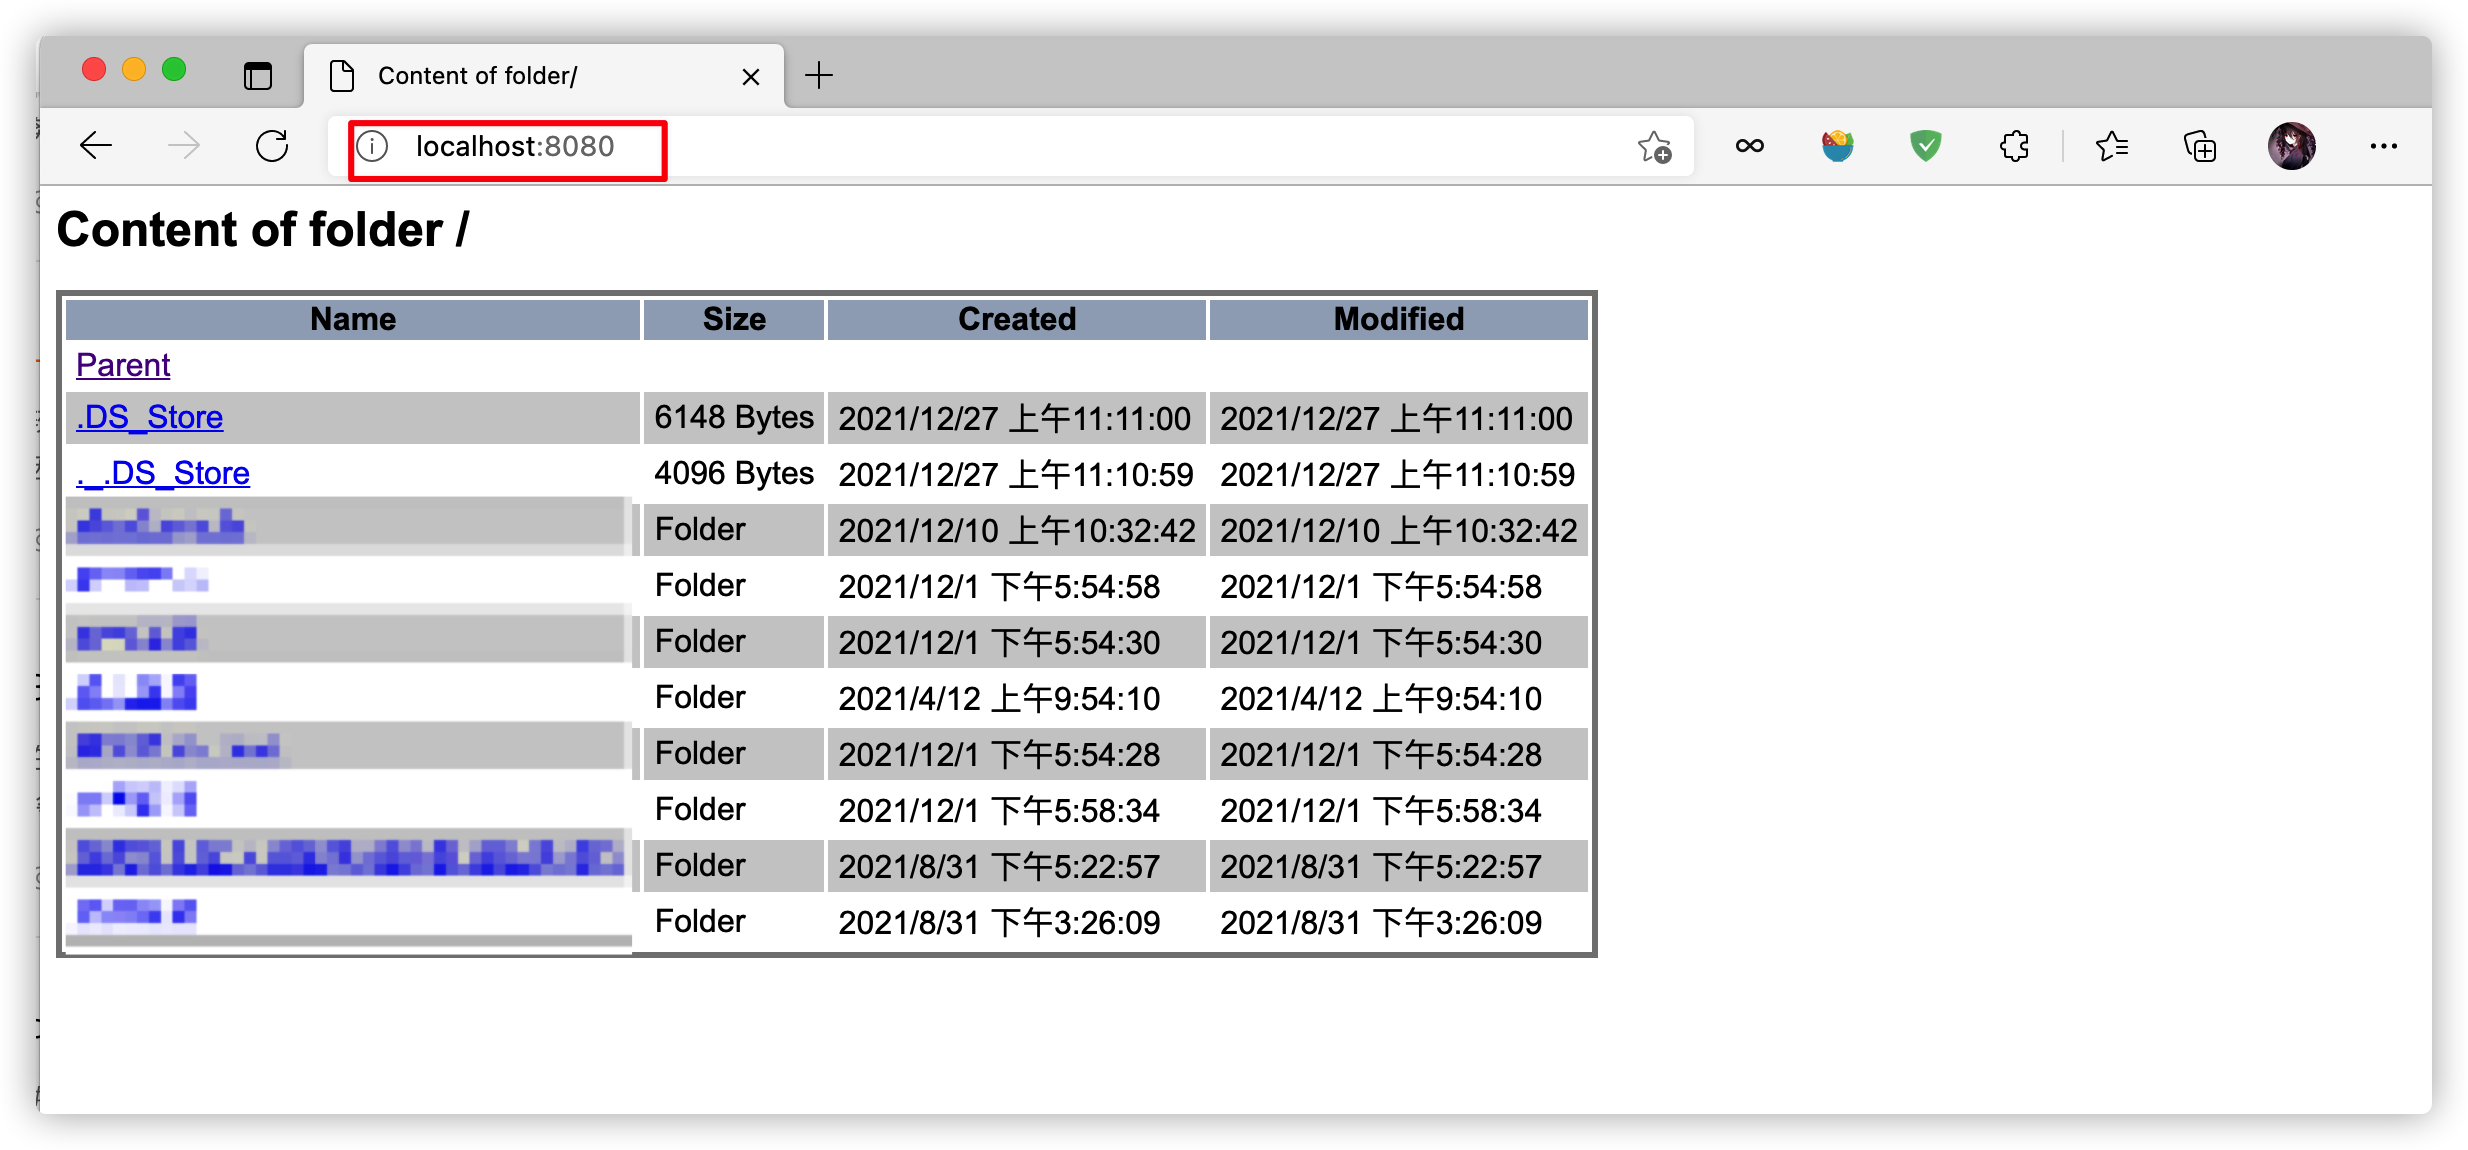 Content of folder/
localhost:8080
Content of folder /
Name Size Created Modified
Parent
.DS_Store 6148 Bytes 2021/12/27 上午11:11:00 2021/12/27 上午11:11:00
._.DS_Store 4096 Bytes 2021/12/27 上午11:10:59 2021/12/27 上午11:10:59
Folder 2021/12/10 上午10:32:42 2021/12/10 上午10:32:42
Folder 2021/12/1 下午5:54:58 2021/12/1 下午5:54:58
Folder 2021/12/1 下午5:54:30 2021/12/1 下午5:54:30
Folder 2021/4/12 上午9:54:10 2021/4/12 上午9:54:10
Folder 2021/12/1 下午5:54:28 2021/12/1 下午5:54:28
Folder 2021/12/1 下午5:58:34 2021/12/1 下午5:58:34
Folder 2021/8/31 下午5:22:57 2021/8/31 下午5:22:57
Folder 2021/8/31 下午3:26:09 2021/8/31 下午3:26:09